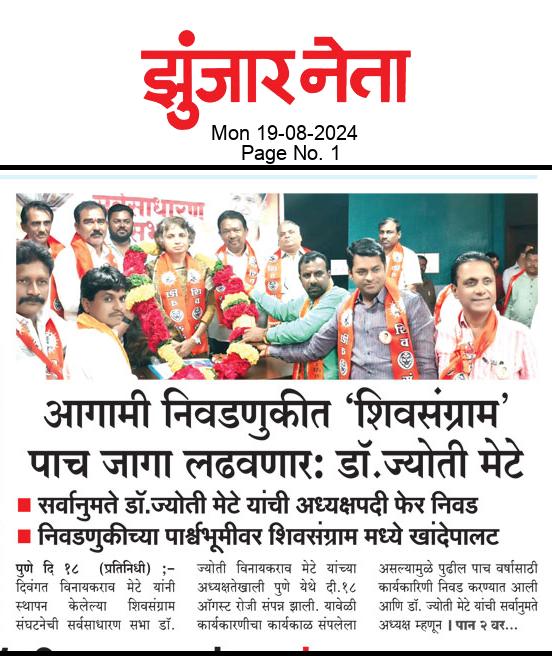 झुंजार नेता
Mon 19-08-2024
Page No. 1
सर्वसाधारण
आगामी निवडणुकीत ‘शिवसंग्राम’
पाच जागा लढवणार: डॉ.ज्योती मेटे
■ सर्वानुमते डॉ.ज्योती मेटे यांची अध्यक्षपदी फेर निवड
■ निवडणुकीच्या पार्श्वभूमीवर शिवसंग्राम मध्ये खांदेपालट
पुणे दि १८ (प्रतिनिधी) ;–
दिवंगत विनायकराव मेटे यांनी
स्थापन केलेल्या शिवसंग्राम
संघटनेची सर्वसाधारण सभा डॉ.
ज्योती विनायकराव मेटे यांच्या
अध्यक्षतेखाली पुणे येथे दी.१८
ऑगस्ट रोजी संपन्न झाली. यावेळी
कार्यकारणीचा कार्यकाळ संपलेला
असल्यामुळे पुढील पाच वर्षासाठी
कार्यकारिणी निवड करण्यात आली
आणि डॉ. ज्योती मेटे यांची सर्वानुमते
अध्यक्ष म्हणून । पान २ वर...